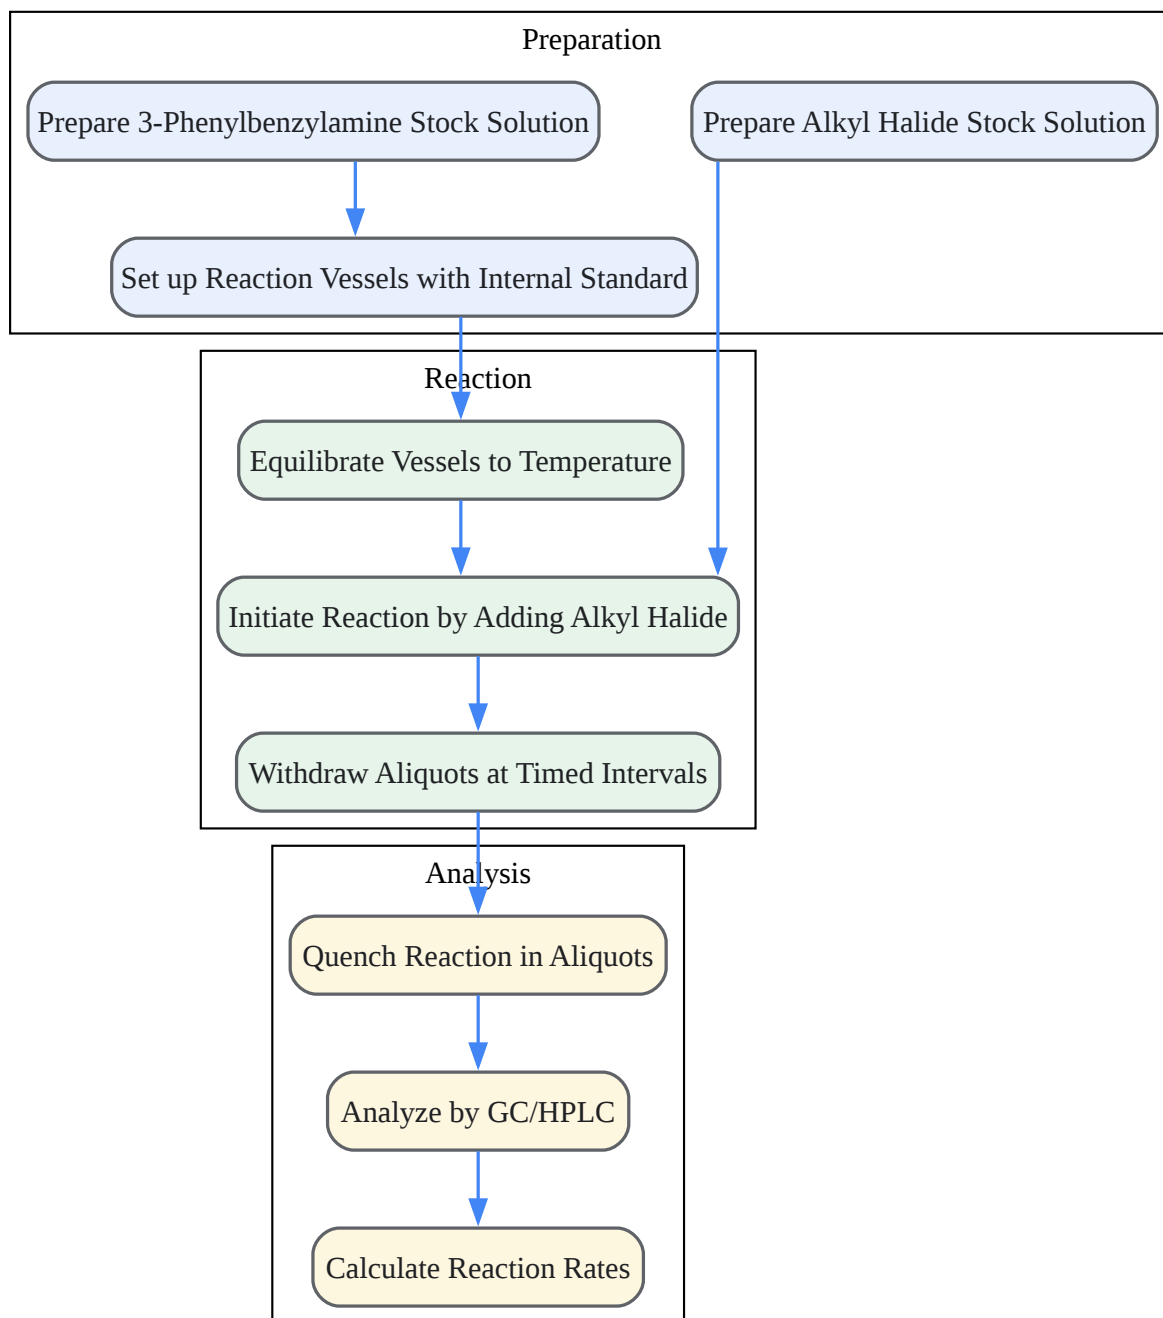 Preparation
Prepare 3-Phenylbenzylamine Stock Solution
Prepare Alkyl Halide Stock Solution
Set up Reaction Vessels with Internal Standard
Reaction
Equilibrate Vessels to Temperature
Initiate Reaction by Adding Alkyl Halide
Withdraw Aliquots at Timed Intervals
Analysis
Quench Reaction in Aliquots
Analyze by GC/HPLC
Calculate Reaction Rates